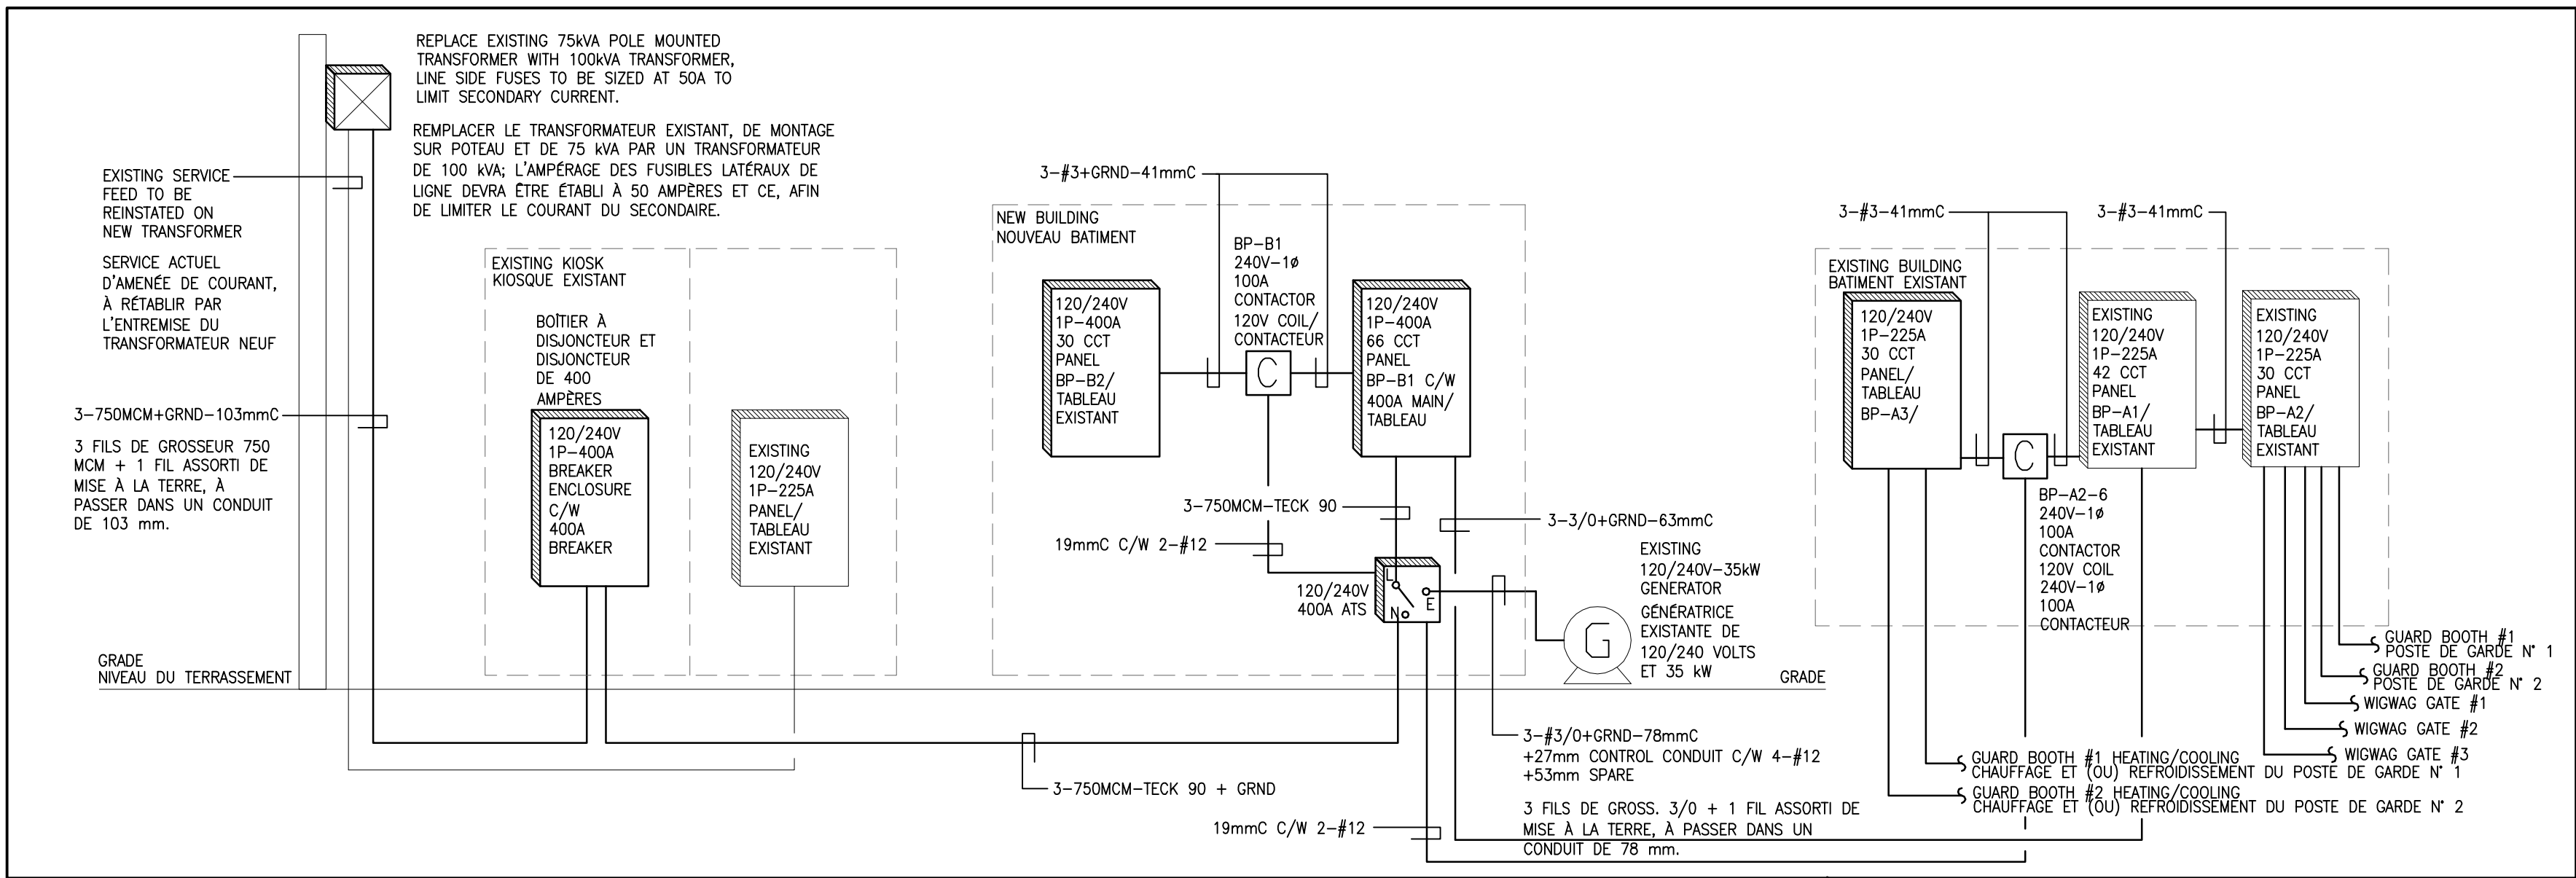 REPLACE EXISTING 75kVA POLE MOUNTED
TRANSFORMER WITH 100kVA TRANSFORMER,
LINE SIDE FUSES TO BE SIZED AT 50A TO
LIMIT SECONDARY CURRENT.
REMPLACER LE TRANSFORMATEUR EXISTANT, DE MONTAGE
SUR POTEAU ET DE 75 kVA PAR UN TRANSFORMATEUR
DE 100 kVA; L'AMPÉRAGE DES FUSIBLES LATÉRAUX DE
LIGNE DEVRA ÊTRE ÉTABLI À 50 AMPÈRES ET CE, AFIN
DE LIMITER LE COURANT DU SECONDAIRE.
EXISTING SERVICE
FEED TO BE
REINSTATED ON
NEW TRANSFORMER
SERVICE ACTUEL
D'AMENÉE DE COURANT,
À RÉTABLIR PAR
L'ENTREMISE DU
TRANSFORMATEUR NEUF
3-750MCM+GRND-103mmC
3 FILS DE GROSSEUR 750
MCM + 1 FIL ASSORTI DE
MISE À LA TERRE, À
PASSER DANS UN CONDUIT
DE 103 mm.
GRADE
NIVEAU DU TERRASSEMENT
EXISTING KIOSK
KIOSQUE EXISTANT
BOÎTIER À
DISJONCTEUR ET
DISJONCTEUR
DE 400
AMPÈRES
120/240V
1P-400A
BREAKER
ENCLOSURE
C/W
400A
BREAKER
EXISTING
120/240V
1P-225A
PANEL/
TABLEAU
EXISTANT
3-#3+GRND-41mmC
NEW BUILDING
NOUVEAU BATIMENT
120/240V
1P-400A
30 CCT
PANEL
BP-B2/
TABLEAU
EXISTANT
BP-B1
240V-1ø
100A
CONTACTOR
120V COIL/
CONTACTEUR
C
120/240V
1P-400A
66 CCT
PANEL
BP-B1 C/W
400A MAIN/
TABLEAU
3-750MCM-TECK 90
19mmC C/W 2-#12
3-3/0+GRND-63mmC
120/240V
400A ATS
L
N
E
EXISTING
120/240V-35kW
GENERATOR
GÉNÉRATRICE
EXISTANTE DE
120/240 VOLTS
ET 35 kW
G
GRADE
3-#3/0+GRND-78mmC
+27mm CONTROL CONDUIT C/W 4-#12
+53mm SPARE
3 FILS DE GROSS. 3/0 + 1 FIL ASSORTI DE
MISE À LA TERRE, À PASSER DANS UN
CONDUIT DE 78 mm.
3-750MCM-TECK 90 + GRND
19mmC C/W 2-#12
3-#3-41mmC
3-#3-41mmC
EXISTING BUILDING
BATIMENT EXISTANT
120/240V
1P-225A
30 CCT
PANEL/
TABLEAU
BP-A3/
C
EXISTING
120/240V
1P-225A
42 CCT
PANEL
BP-A1/
TABLEAU
EXISTANT
EXISTING
120/240V
1P-225A
30 CCT
PANEL
BP-A2/
TABLEAU
EXISTANT
BP-A2-6
240V-1ø
100A
CONTACTOR
120V COIL
240V-1ø
100A
CONTACTEUR
GUARD BOOTH #1
POSTE DE GARDE N° 1
GUARD BOOTH #2
POSTE DE GARDE N° 2
WIGWAG GATE #1
WIGWAG GATE #2
WIGWAG GATE #3
GUARD BOOTH #1 HEATING/COOLING
CHAUFFAGE ET (OU) REFROIDISSEMENT DU POSTE DE GARDE N° 1
GUARD BOOTH #2 HEATING/COOLING
CHAUFFAGE ET (OU) REFROIDISSEMENT DU POSTE DE GARDE N° 2